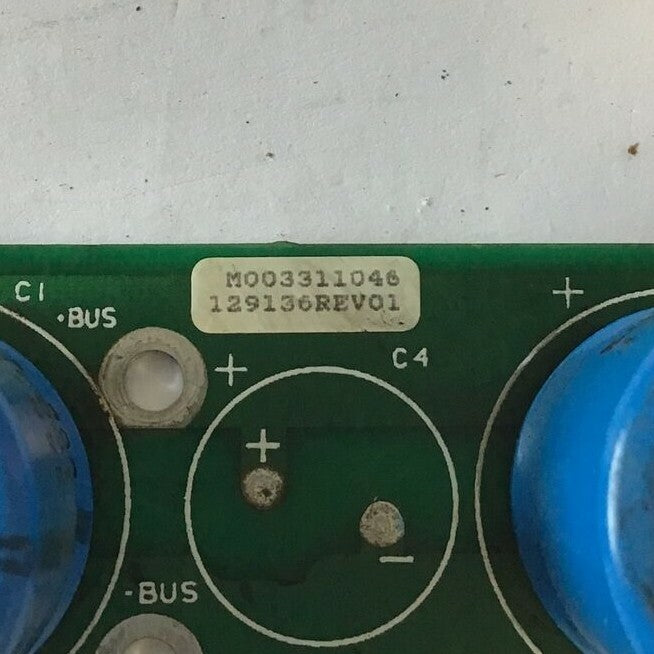 M003311046
129136REV01
C1
+
·BUS
+
C4
+
-
-BUS